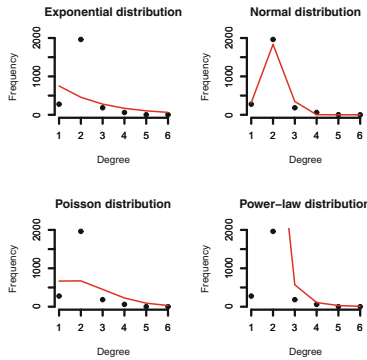 Exponential distribution
Frequency
0
1000
2000
1 2 3 4 5 6
Degree
Normal distribution
Frequency
0
1000
2000
1 2 3 4 5 6
Degree
Poisson distribution
Frequency
0
1000
2000
1 2 3 4 5 6
Degree
Power−law distribution
Frequency
0
1000
2000
1 2 3 4 5 6
Degree